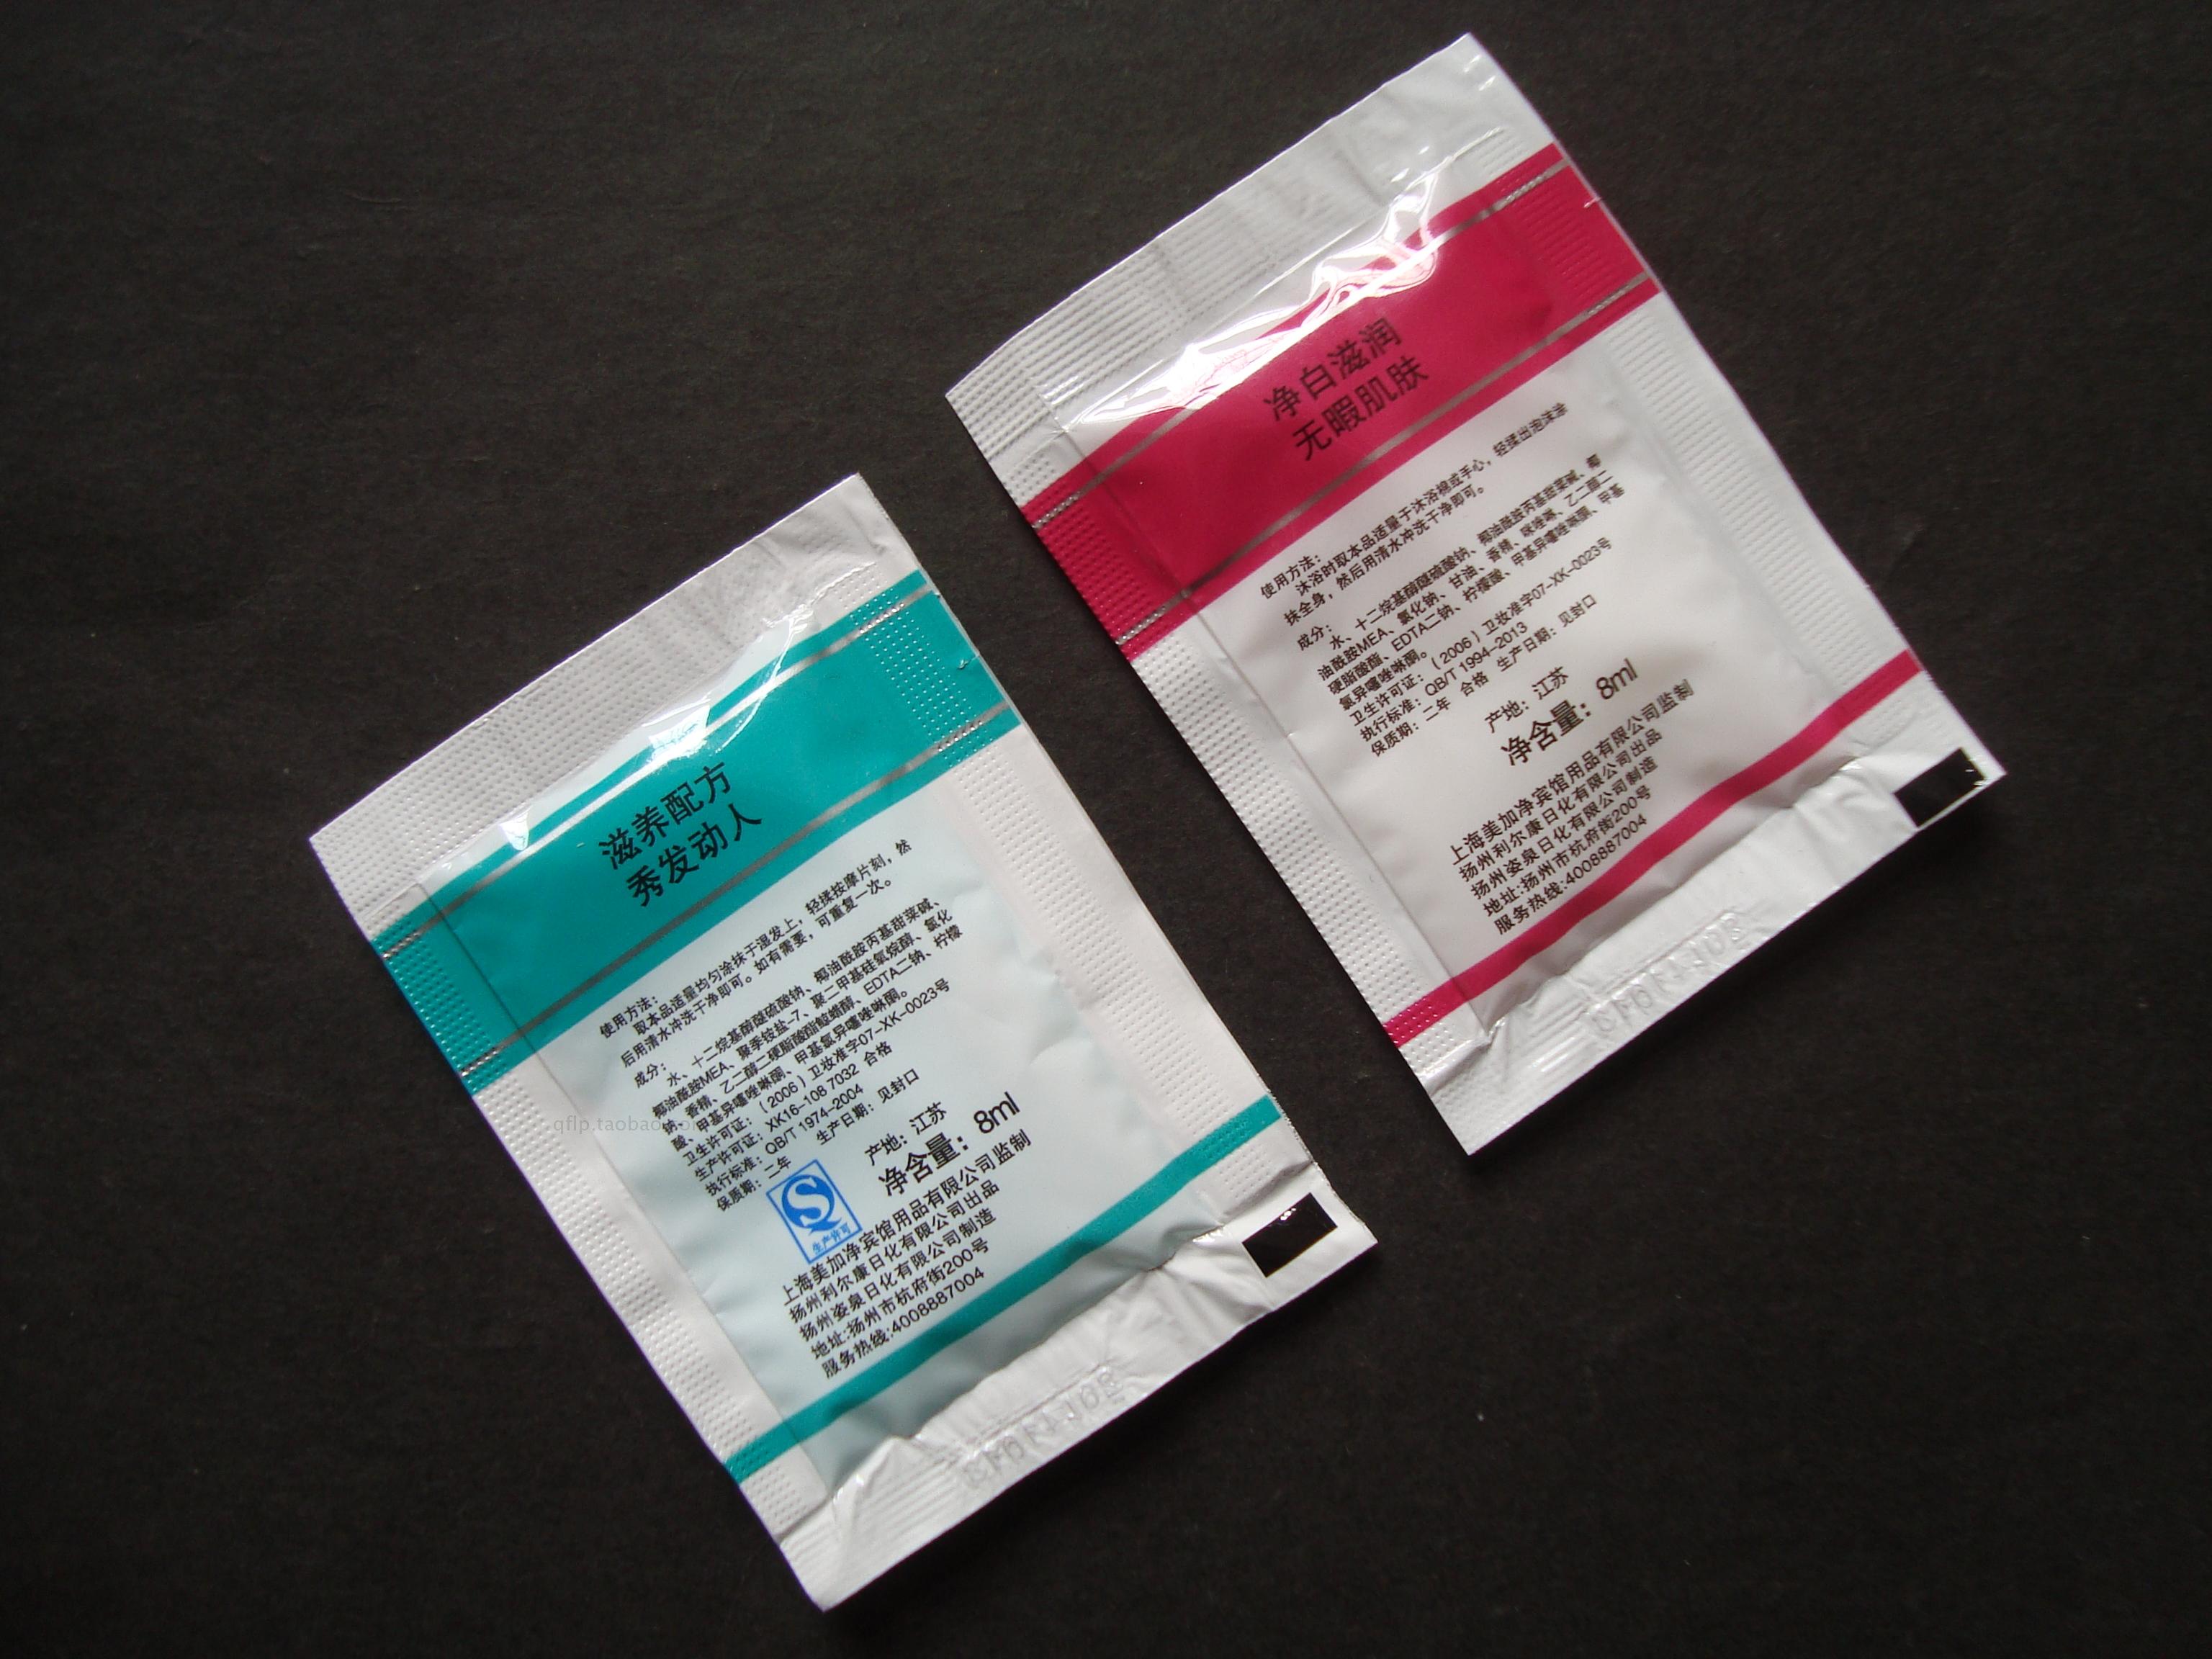 滋养配方
秀发动人
使用方法:
取本品适量均匀涂抹于湿发上，轻揉按摩片刻，然
后用清水冲洗干净即可。如有需要，可重复一次。
成分:
水、十二烷基醇醚硫酸钠、椰油酰胺丙基甜菜碱、
椰油酰胺MEA、聚季铵盐-7、聚二甲基硅氧烷醇、氯化
钠、香精、乙二醇二硬脂酸酯鲸蜡醇、EDTA二钠、柠檬
酸、甲基异噻唑啉酮、甲基氯异噻唑啉酮。
卫生许可证:（2006）卫妆准字07-XK-0023号
生产许可证: XK16-108 7032 合格
执行标准: QB/T 1974-2004
保质期: 二年 生产日期: 见封口
生产许可
产地: 江苏
净含量: 8ml
上海美加净宾馆用品有限公司监制
扬州利尔康日化有限公司出品
扬州姿泉日化有限公司制造
地址:扬州市杭府街200号
服务热线:4008887004
净白滋润
无暇肌肤
使用方法:
沐浴时取本品适量于沐浴棉或手心，轻揉出泡沫涂
抹全身，然后用清水冲洗干净即可。
成分:
水、十二烷基醇醚硫酸钠、椰油酰胺丙基甜菜碱、椰
油酰胺MEA、氯化钠、甘油、香精、咪唑啉、乙二醇二
硬脂酸酯、EDTA二钠、柠檬酸、甲基异噻唑啉酮、甲基
氯异噻唑啉酮。
卫生许可证:（2006）卫妆准字07-XK-0023号
执行标准: QB/T 1994-2013
保质期: 二年 合格 生产日期: 见封口
产地: 江苏
净含量: 8ml
上海美加净宾馆用品有限公司监制
扬州利尔康日化有限公司出品
扬州姿泉日化有限公司制造
地址:扬州市杭府街200号
服务热线:4008887004